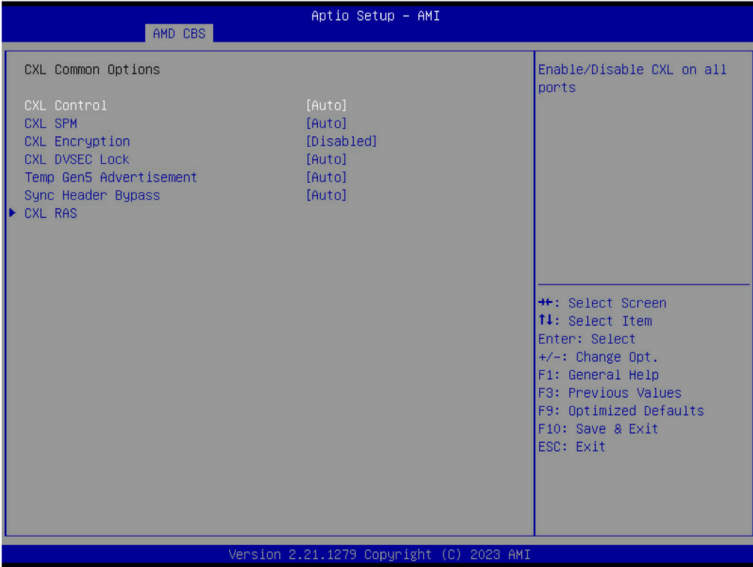 Aptio Setup – AMI
AMD CBS
CXL Common Options
CXL Control [Auto]
CXL SPM [Auto]
CXL Encryption [Disabled]
CXL DVSEC Lock [Auto]
Temp Gen5 Advertisement [Auto]
Sync Header Bypass [Auto]
CXL RAS
Enable/Disable CXL on all
ports
→←: Select Screen
↑↓: Select Item
Enter: Select
+/-: Change Opt.
F1: General Help
F3: Previous Values
F9: Optimized Defaults
F10: Save & Exit
ESC: Exit
Version 2.21.1279 Copyright (C) 2023 AMI